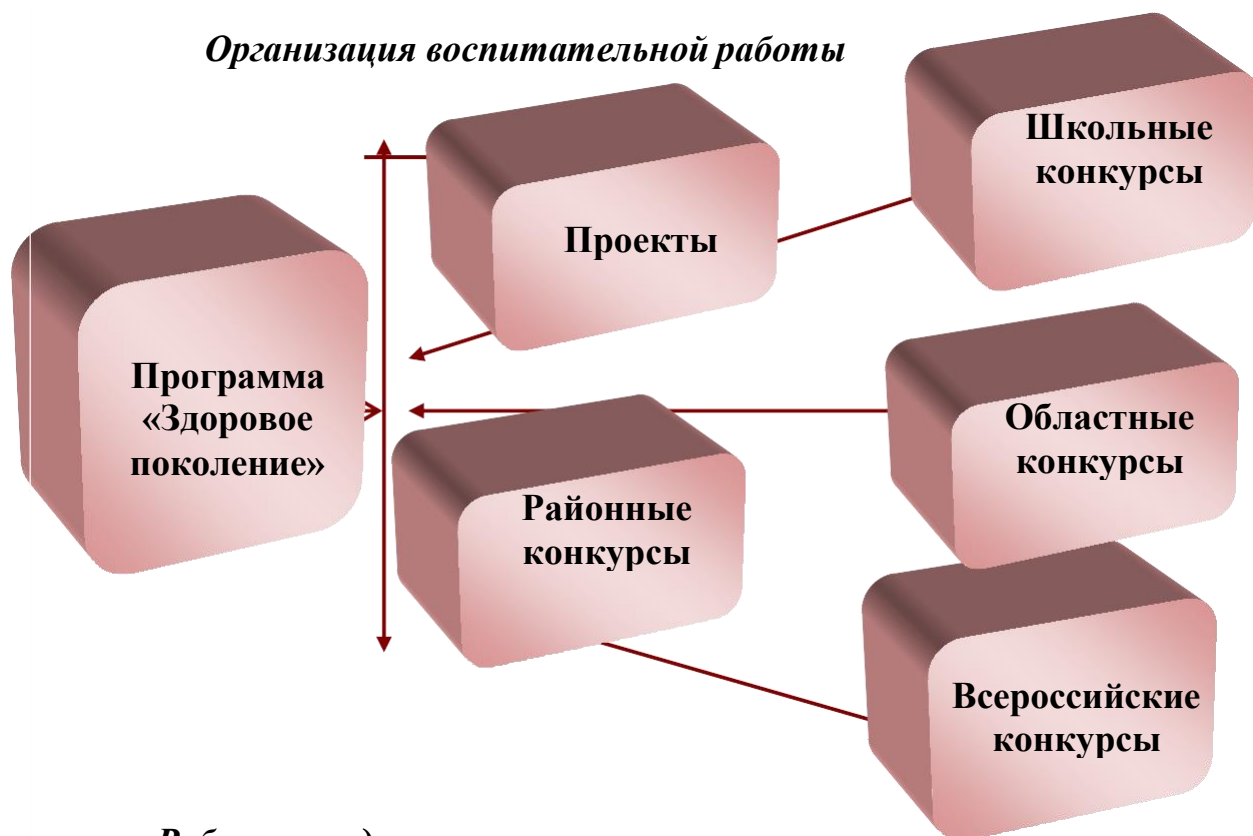 Организация воспитательной работы
Школьные
конкурсы
Проекты
Программа
«Здоровое
поколение»
Областные
конкурсы
Районные
конкурсы
Всероссийские
конкурсы